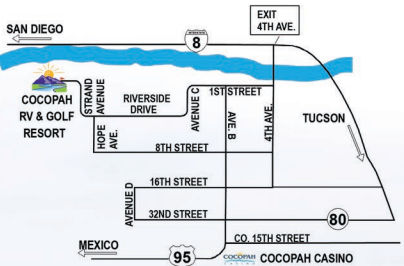 EXIT
4TH AVE.
SAN DIEGO
INTERSTATE
8
COCOPAH
RV & GOLF
RESORT
STRAND
AVENUE
RIVERSIDE
DRIVE
AVENUE C
1ST STREET
HOPE
AVE.
AVE. B
4TH AVE.
TUCSON
8TH STREET
16TH STREET
AVENUE D
32ND STREET
80
MEXICO
95
CO. 15TH STREET
COCOPAH
CASINO
COCOPAH CASINO